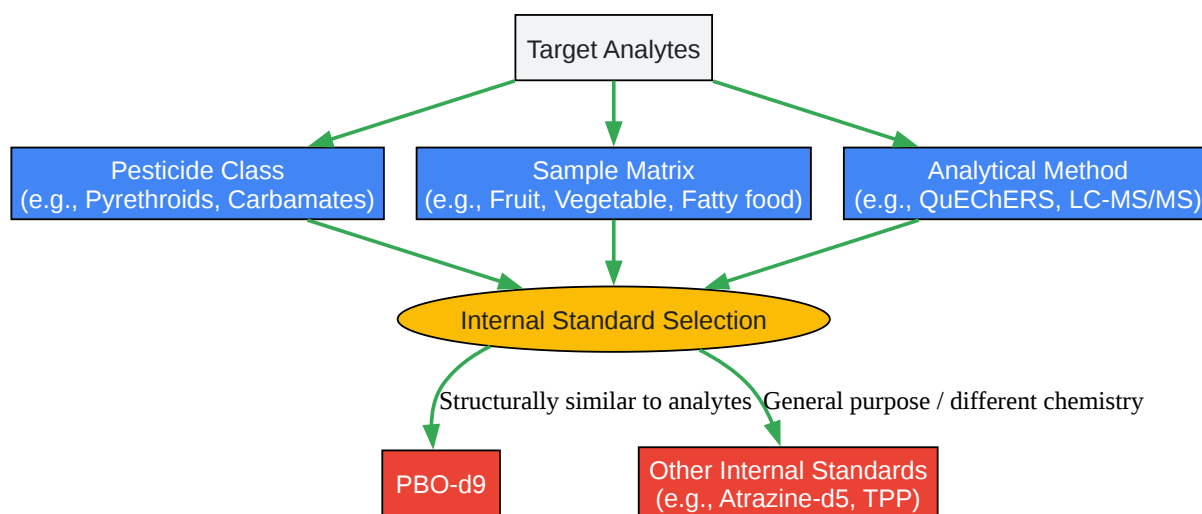 Target Analytes
Pesticide Class
(e.g., Pyrethroids, Carbamates)
Sample Matrix
(e.g., Fruit, Vegetable, Fatty food)
Analytical Method
(e.g., QuEChERS, LC-MS/MS)
Internal Standard Selection
Structurally similar to analytes
General purpose / different chemistry
PBO-d9
Other Internal Standards
(e.g., Atrazine-d5, TPP)